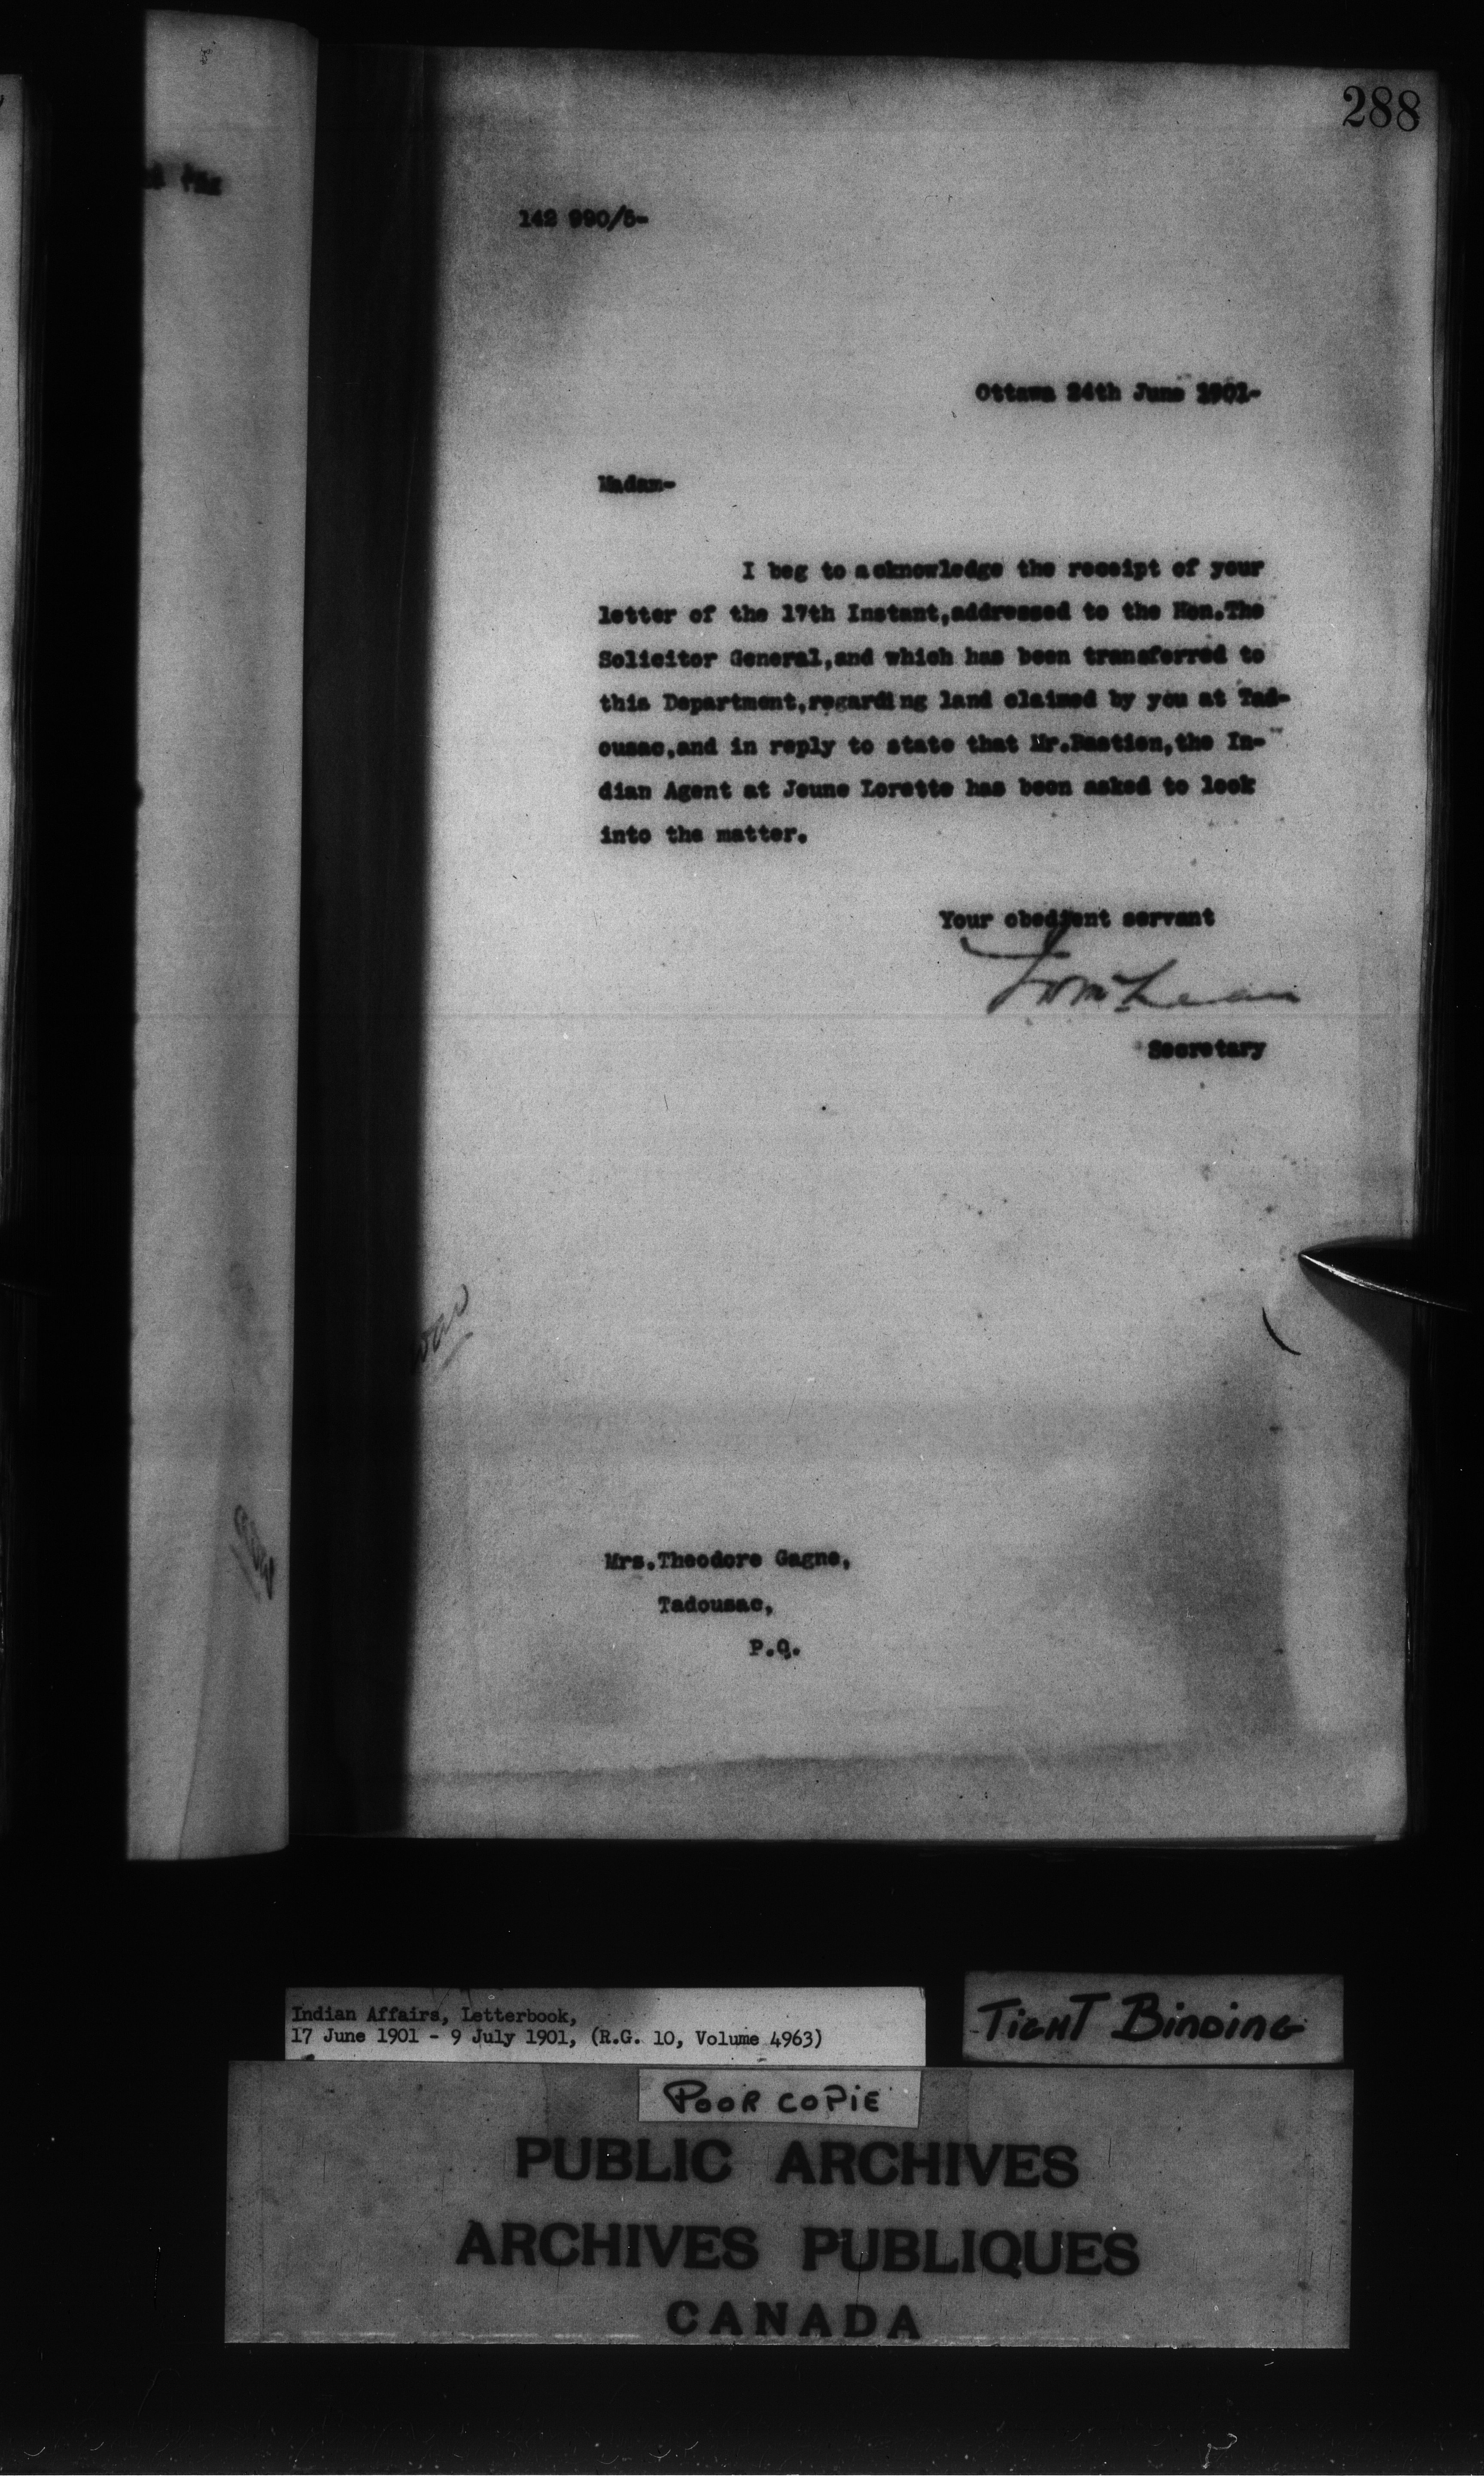 288
142 990/5-
Ottawa 24th June 1901-
Madam-
I beg to acknowledge the receipt of your
letter of the 17th Instant,addressed to the Hon.The
Solicitor General,and which has been transferred to
this Department,regarding land claimed by you at Tad-
ousac,and in reply to state that Mr.Bastien,the In-
dian Agent at Jeune Lorette has been asked to look
into the matter.
Your obedient servant
Secretary
Mrs.Theodore Gagne,
Tadousac,
P.Q.
Indian Affairs, Letterbook,
17 June 1901 - 9 July 1901, (R.G. 10, Volume 4963)
TIGHT BINDING
POOR COPIE
PUBLIC ARCHIVES
ARCHIVES PUBLIQUES
CANADA